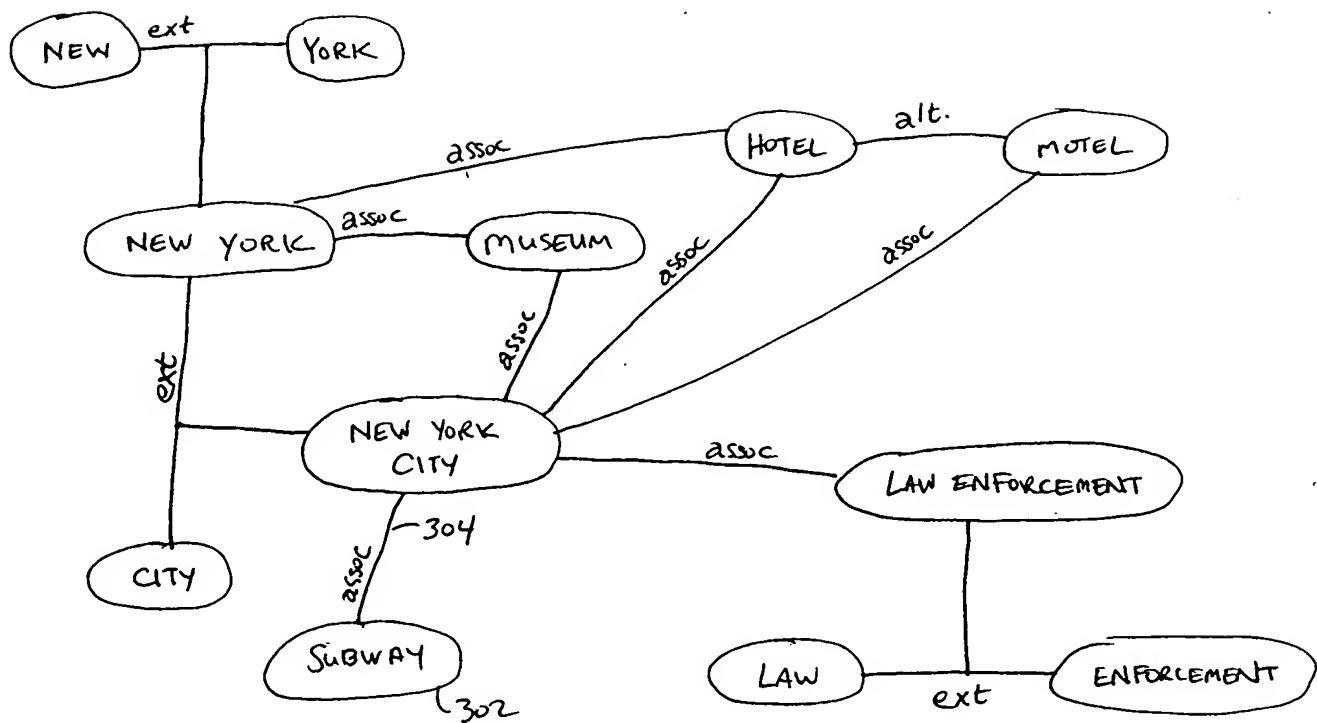 ext
NEW
YORK
alt.
HOTEL
MOTEL
assoc
assoc
NEW YORK
MUSEUM
assoc
assoc
assoc
ext
NEW YORK
CITY
assoc
LAW ENFORCEMENT
304
CITY
assoc
SUBWAY
LAW
ENFORCEMENT
ext
302